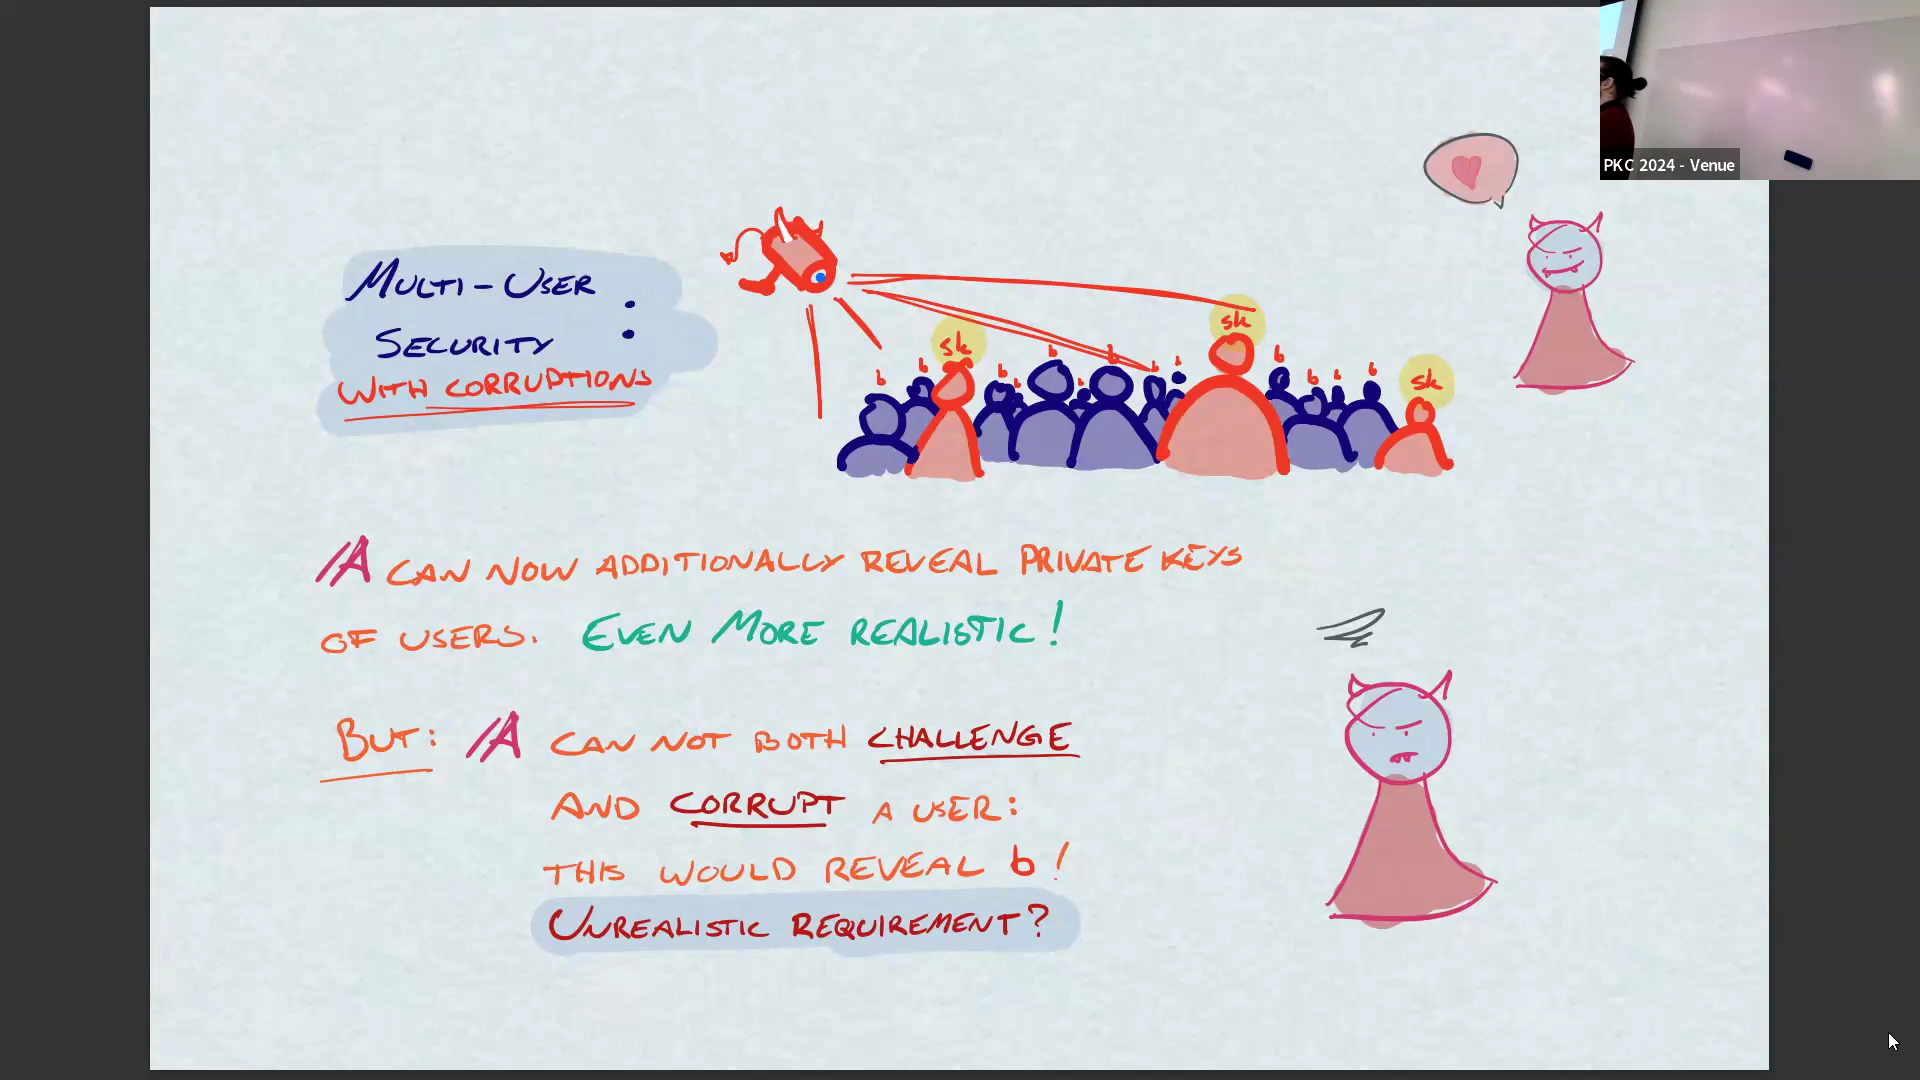 PKC 2024 - Venue
MULTI-USER
SECURITY :
WITH CORRUPTIONS
sk
sk
sk
b b b b b b b b b b b b b
/A CAN NOW ADDITIONALLY REVEAL PRIVATE KEYS
OF USERS. EVEN MORE REALISTIC!
BUT: /A CAN NOT BOTH CHALLENGE
AND CORRUPT A USER:
THIS WOULD REVEAL b!
UNREALISTIC REQUIREMENT?